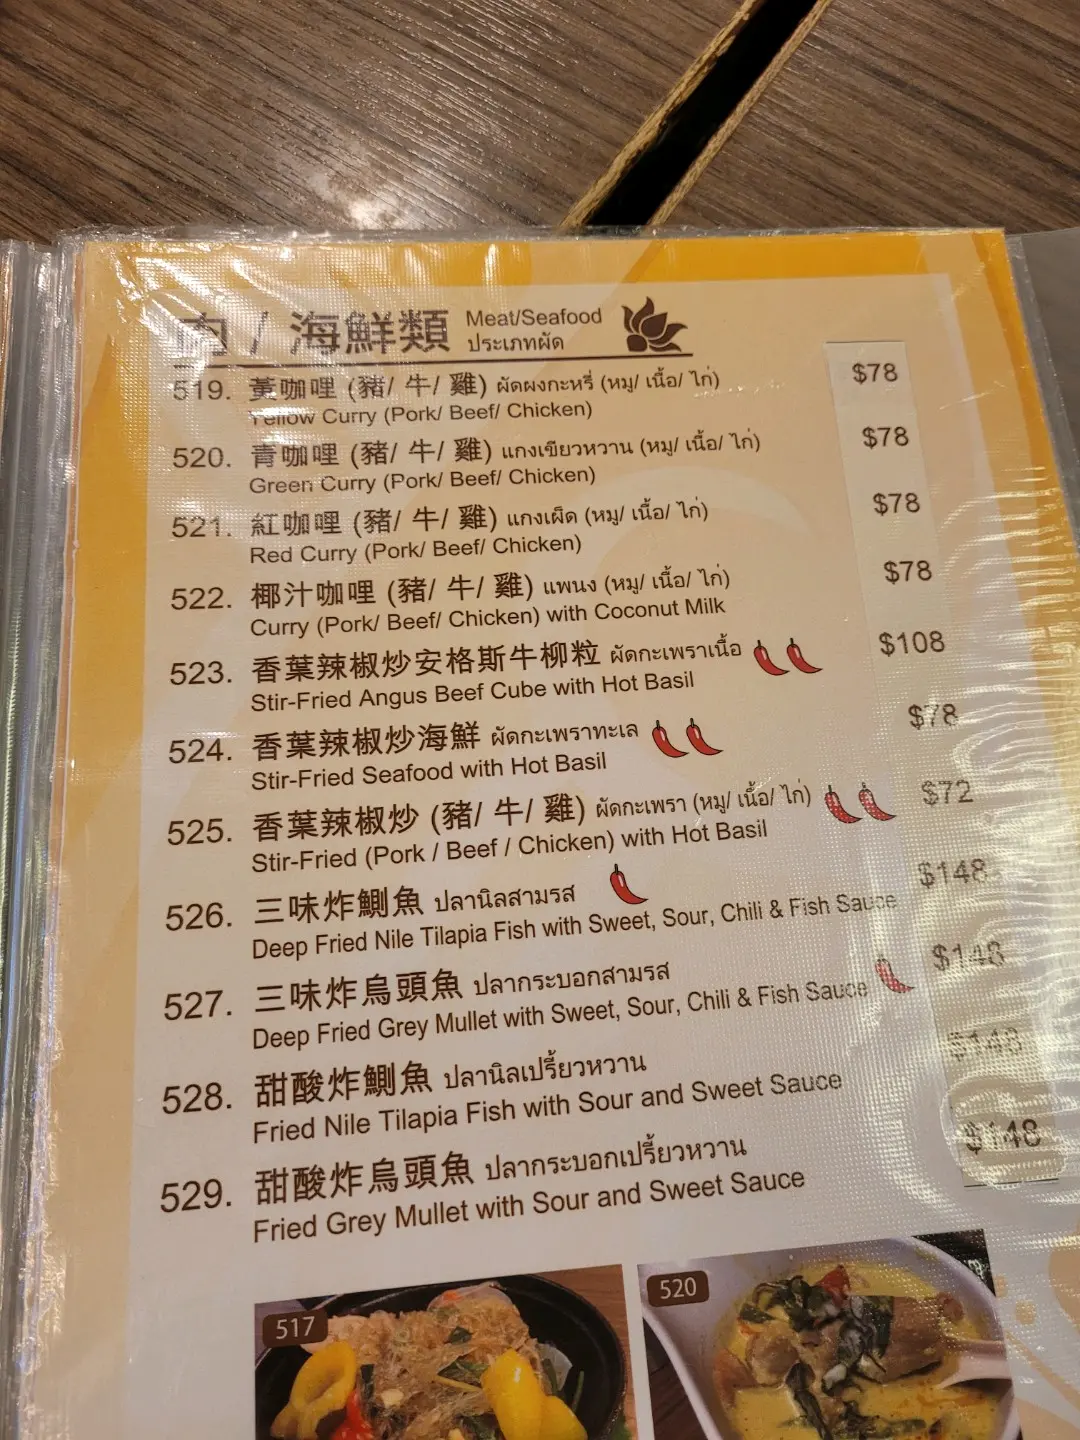 肉 / 海鮮類 Meat/Seafood
ประเภทผัด
519. 黃咖哩 (豬/ 牛/ 雞) ผัดผงกะหรี่ (หมู/ เนื้อ/ ไก่) $78
Yellow Curry (Pork/ Beef/ Chicken)
520. 青咖哩 (豬/ 牛/ 雞) แกงเขียวหวาน (หมู/ เนื้อ/ ไก่) $78
Green Curry (Pork/ Beef/ Chicken)
521. 紅咖哩 (豬/ 牛/ 雞) แกงเผ็ด (หมู/ เนื้อ/ ไก่) $78
Red Curry (Pork/ Beef/ Chicken)
522. 椰汁咖哩 (豬/ 牛/ 雞) แพนง (หมู/ เนื้อ/ ไก่) $78
Curry (Pork/ Beef/ Chicken) with Coconut Milk
523. 香葉辣椒炒安格斯牛柳粒 ผัดกะเพราเนื้อ $108
Stir-Fried Angus Beef Cube with Hot Basil
524. 香葉辣椒炒海鮮 ผัดกะเพราทะเล $78
Stir-Fried Seafood with Hot Basil
525. 香葉辣椒炒 (豬/ 牛/ 雞) ผัดกะเพรา (หมู/ เนื้อ/ ไก่) $72
Stir-Fried (Pork / Beef / Chicken) with Hot Basil
526. 三味炸鰂魚 ปลานิลสามรส $148
Deep Fried Nile Tilapia Fish with Sweet, Sour, Chili & Fish Sauce
527. 三味炸烏頭魚 ปลากระบอกสามรส $148
Deep Fried Grey Mullet with Sweet, Sour, Chili & Fish Sauce
528. 甜酸炸鰂魚 ปลานิลเปรี้ยวหวาน $148
Fried Nile Tilapia Fish with Sour and Sweet Sauce
529. 甜酸炸烏頭魚 ปลากระบอกเปรี้ยวหวาน $148
Fried Grey Mullet with Sour and Sweet Sauce
517
520